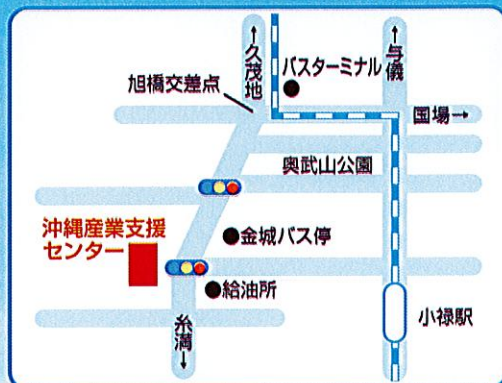 ↑久茂地
バスターミナル
↑与儀
旭橋交差点
国場→
奥武山公園
沖縄産業支援
センター
金城バス停
給油所
小禄駅
糸満↓